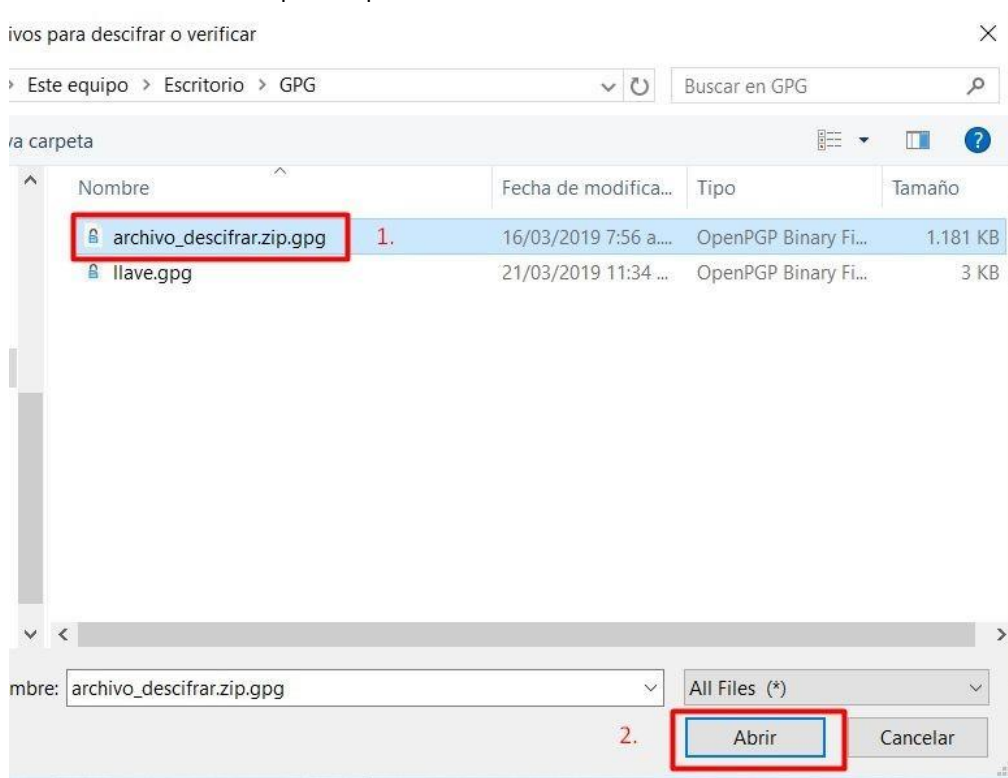 ivos para descifrar o verificar
Este equipo > Escritorio > GPG Buscar en GPG
va carpeta
Nombre Fecha de modifica... Tipo Tamaño
archivo_descifrar.zip.gpg 1. 16/03/2019 7:56 a.... OpenPGP Binary Fi... 1.181 KB
llave.gpg 21/03/2019 11:34 ... OpenPGP Binary Fi... 3 KB
mbre: archivo_descifrar.zip.gpg All Files (*)
2. Abrir Cancelar